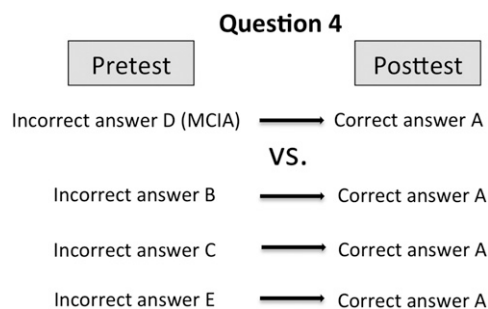 Question 4
Pretest Posttest
Incorrect answer D (MCIA) Correct answer A
vs.
Incorrect answer B Correct answer A
Incorrect answer C Correct answer A
Incorrect answer E Correct answer A